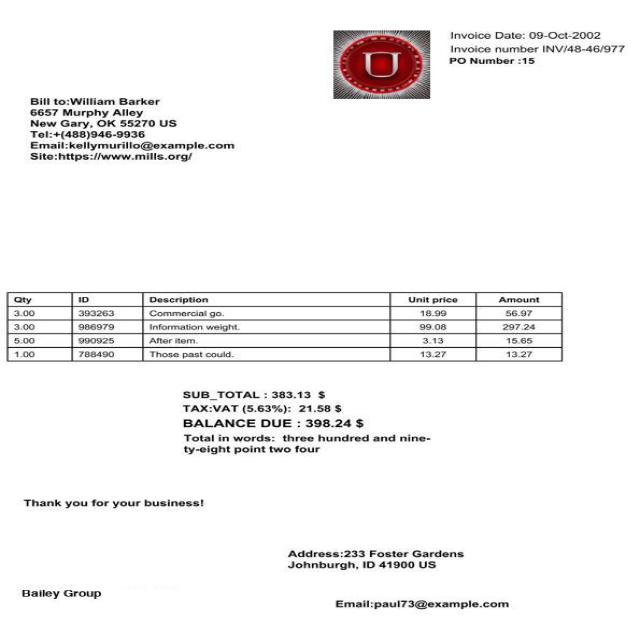 Invoice Date: 09-Oct-2002
Invoice number INV/48-46/977
PO Number :15
U
Bill to:William Barker
6657 Murphy Alley
New Gary, OK 55270 US
Tel:+(488)946-9936
Email:kellymurillo@example.com
Site:https://www.mills.org/
Qty ID Description Unit price Amount
3.00 393263 Commercial go. 18.99 56.97
3.00 986979 Information weight. 99.08 297.24
5.00 990925 After item. 3.13 15.65
1.00 788490 Those past could. 13.27 13.27
SUB_TOTAL : 383.13 $
TAX:VAT (5.63%): 21.58 $
BALANCE DUE : 398.24 $
Total in words: three hundred and nine-
ty-eight point two four
Thank you for your business!
Address:233 Foster Gardens
Johnburgh, ID 41900 US
Bailey Group
Email:paul73@example.com